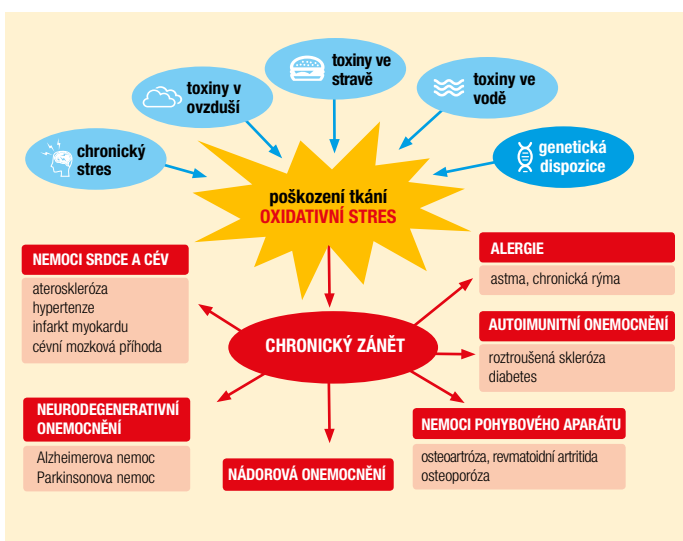 toxiny ve
stravě
toxiny v
ovzduší
toxiny ve
vodě
chronický
stres
genetická
dispozice
poškození tkání
OXIDATIVNÍ STRES
NEMOCI SRDCE A CÉV
ateroskleróza
hypertenze
infarkt myokardu
cévní mozková příhoda
ALERGIE
astma, chronická rýma
CHRONICKÝ ZÁNĚT
AUTOIMUNITNÍ ONEMOCNĚNÍ
roztroušená skleróza
diabetes
NEURODEGENERATIVNÍ
ONEMOCNĚNÍ
Alzheimerova nemoc
Parkinsonova nemoc
NÁDOROVÁ ONEMOCNĚNÍ
NEMOCI POHYBOVÉHO APARÁTU
osteoartróza, revmatoidní artritida
osteoporóza